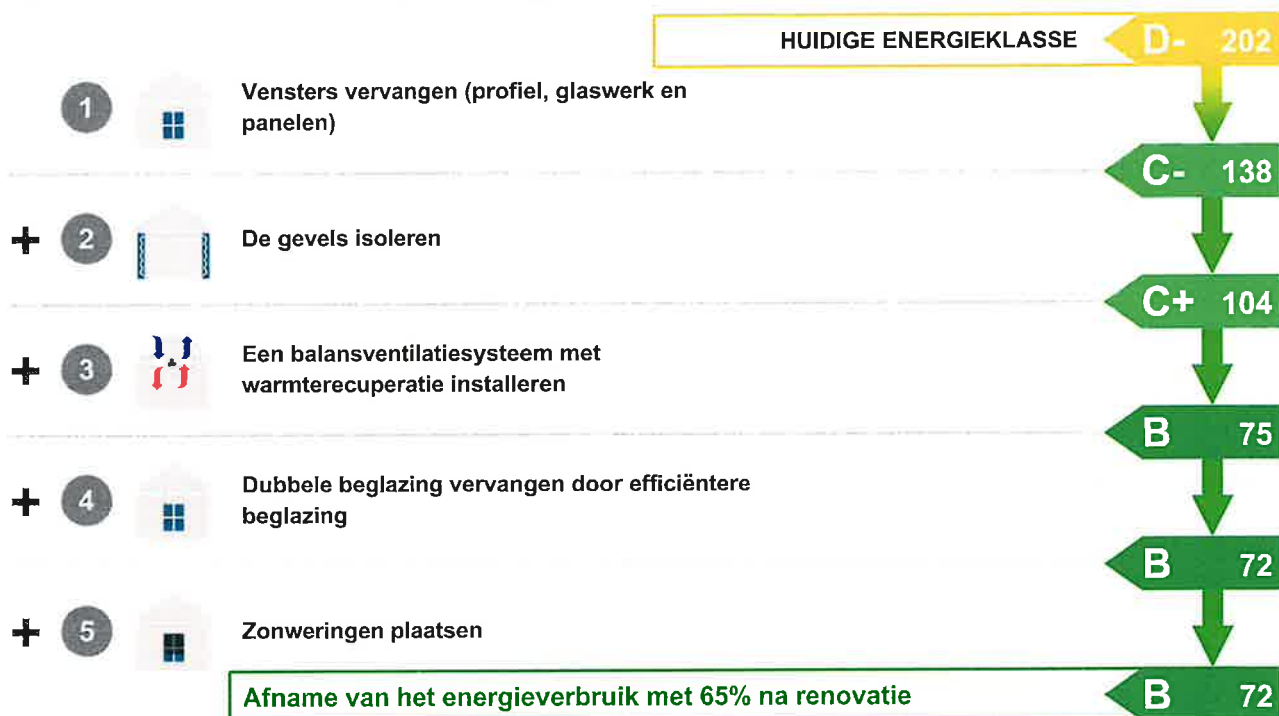 HUIDIGE ENERGIEKLASSE D- 202
1 Vensters vervangen (profiel, glaswerk en
panelen)
C- 138
+ 2 De gevels isoleren
C+ 104
+ 3 Een balansventilatiesysteem met
warmterecuperatie installeren
B 75
+ 4 Dubbele beglazing vervangen door efficiëntere
beglazing
B 72
+ 5 Zonweringen plaatsen
Afname van het energieverbruik met 65% na renovatie B 72